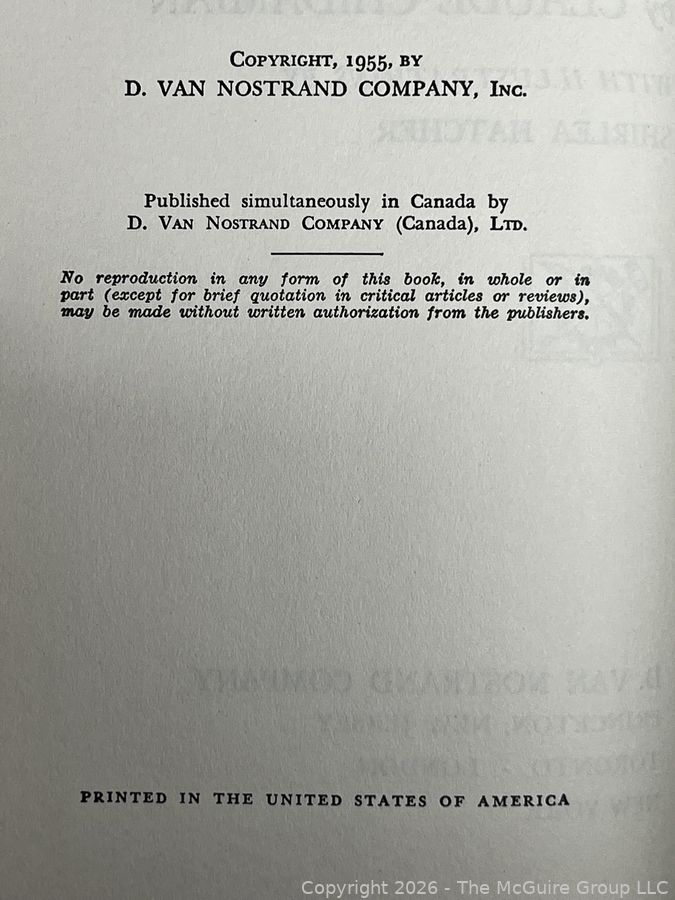 COPYRIGHT, 1955, BY
D. VAN NOSTRAND COMPANY, INC.
Published simultaneously in Canada by
D. VAN NOSTRAND COMPANY (Canada), LTD.
No reproduction in any form of this book, in whole or in
part (except for brief quotation in critical articles or reviews),
may be made without written authorization from the publishers.
PRINTED IN THE UNITED STATES OF AMERICA
Copyright 2026 - The McGuire Group LLC